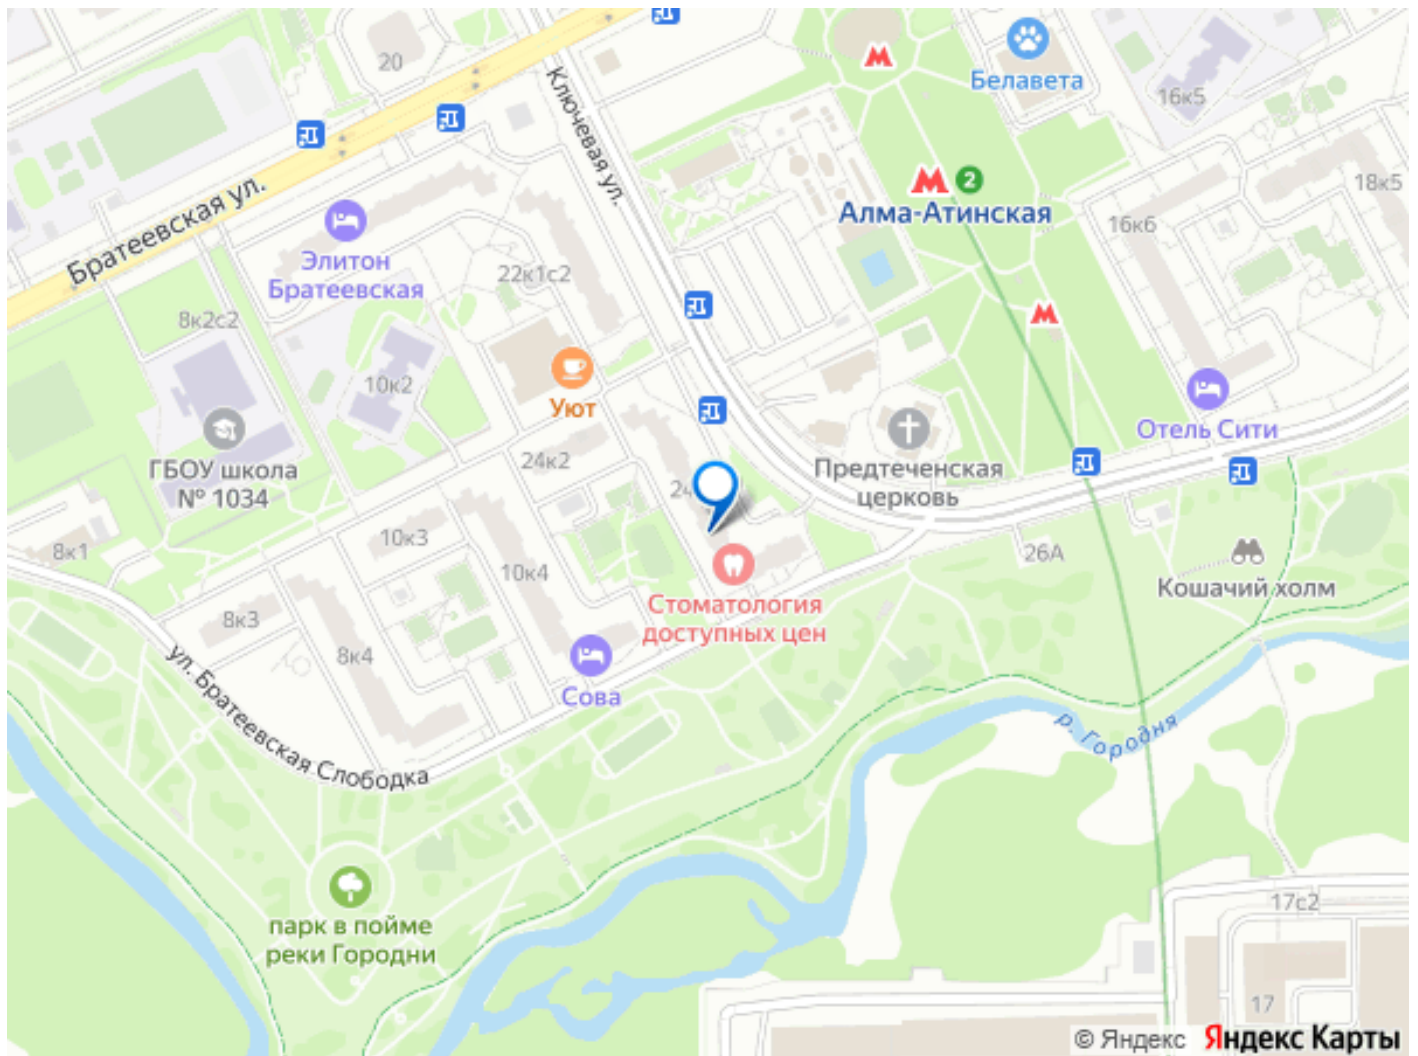 20
Ключевая ул.
Белавета
16к5
Братеевская ул.
2
Алма-Атинская
18к5
16к6
Элитон
Братеевская
22к1с2
8к2с2
10к2
Уют
Отель Сити
ГБОУ школа
№ 1034
24к2
Предтеченская
церковь
24
8к1
10к3
26А
10к4
Кошачий холм
Стоматология
доступных цен
8к3
8к4
Сова
ул. Братеевская Слободка
р. Городня
парк в пойме
реки Городни
17с2
17
© Яндекс Яндекс Карты